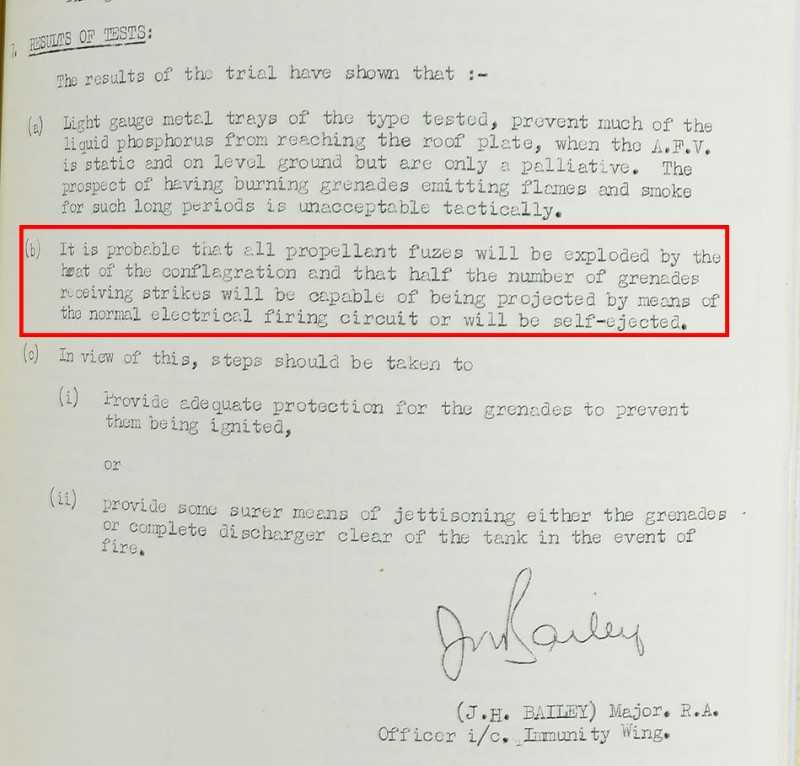 7. RESULTS OF TESTS:
The results of the trial have shown that :-
(a) Light gauge metal trays of the type tested, prevent much of the
liquid phosphorus from reaching the roof plate, when the A.F.V.
is static and on level ground but are only a palliative. The
prospect of having burning grenades emitting flames and smoke
for such long periods is unacceptable tactically.
(b) It is probable that all propellant fuzes will be exploded by the
heat of the conflagration and that half the number of grenades
receiving strikes will be capable of being projected by means of
the normal electrical firing circuit or will be self-ejected.
(c) In view of this, steps should be taken to
(i) Provide adequate protection for the grenades to prevent
them being ignited,
or
(ii) provide some surer means of jettisoning either the grenades
or complete discharger clear of the tank in the event of
fire.
J H Bailey
(J.H. BAILEY) Major. R.A.
Officer i/c. Immunity Wing.